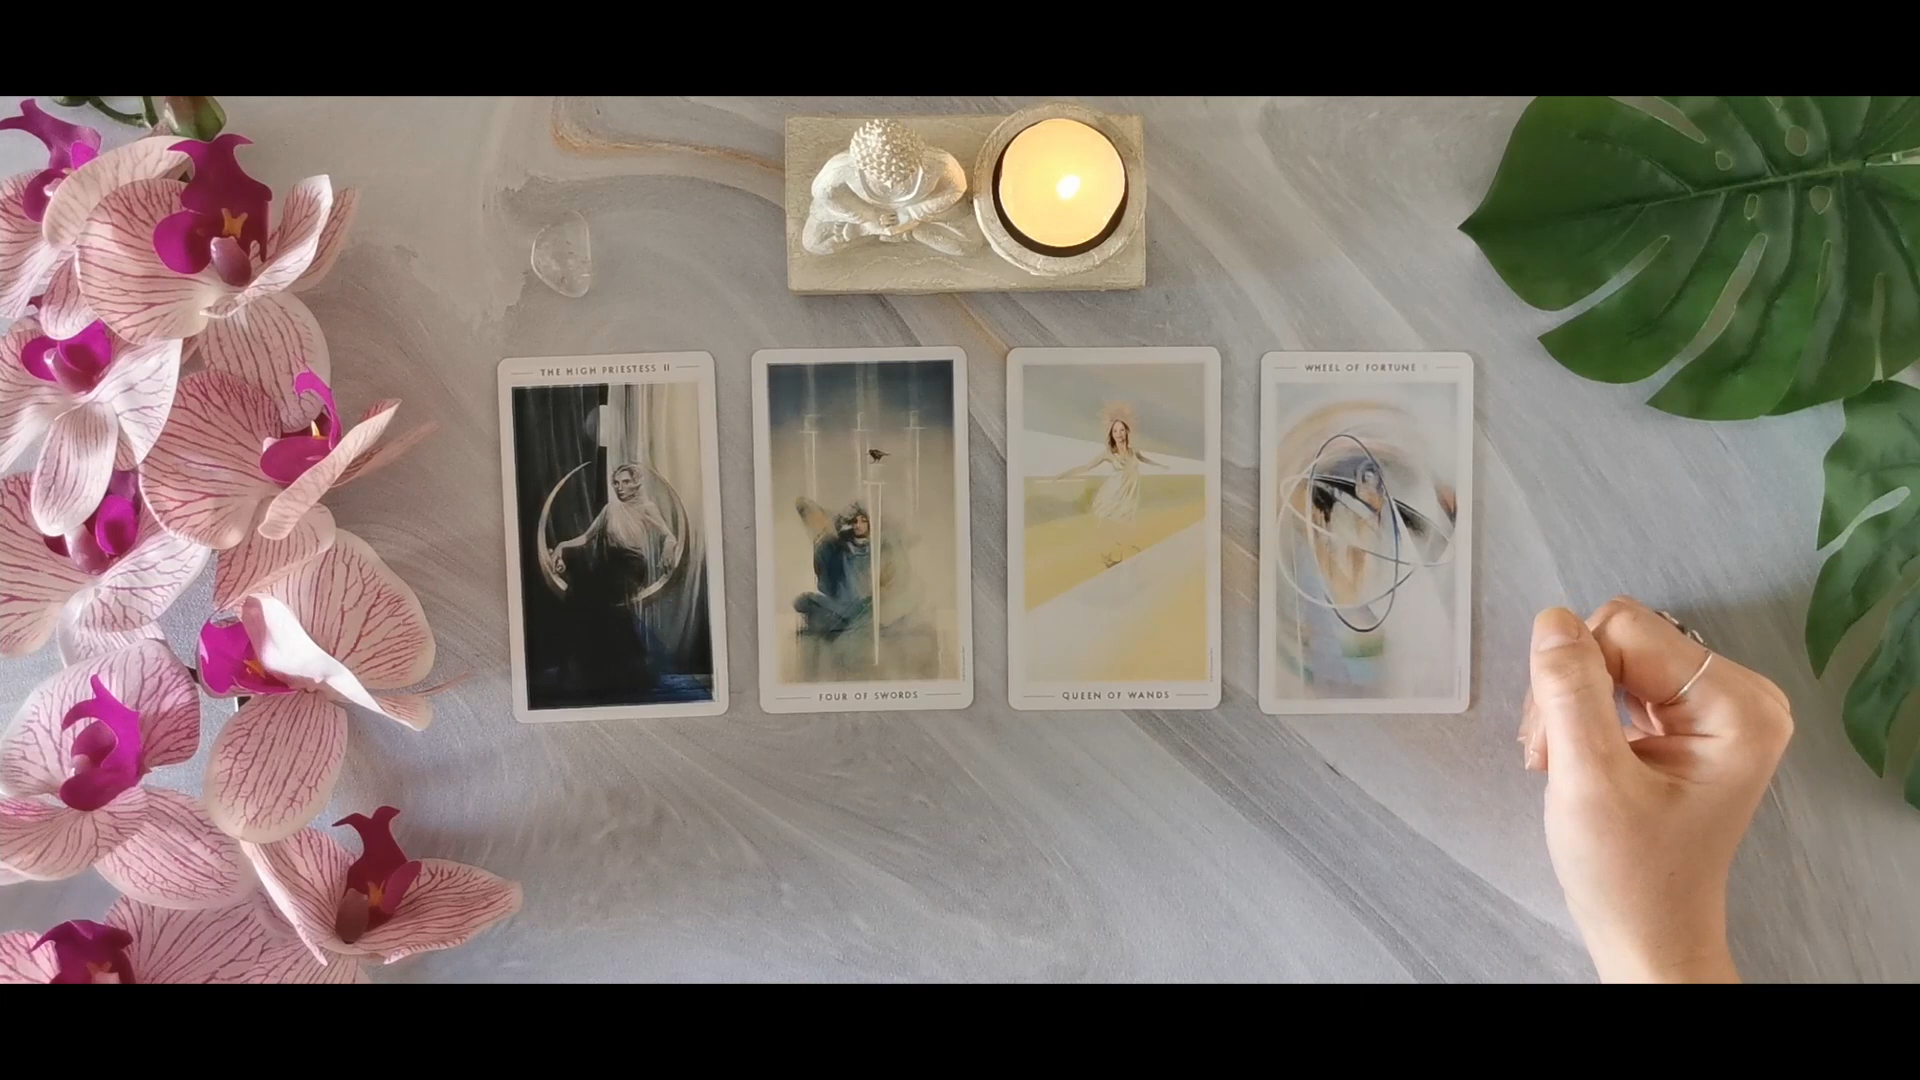 THE HIGH PRIESTESS II
FOUR OF SWORDS
QUEEN OF WANDS
WHEEL OF FORTUNE